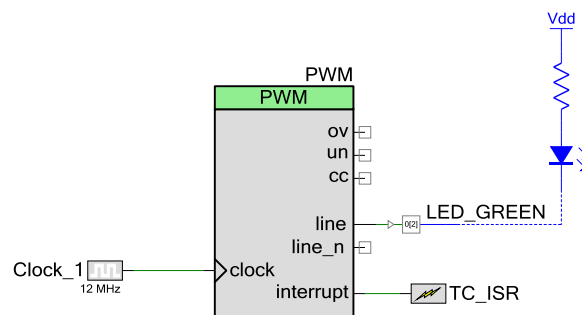 Vdd
PWM
PWM
ov
un
cc
line
0[2]
LED_GREEN
line_n
Clock_1
clock
12 MHz
interrupt
TC_ISR